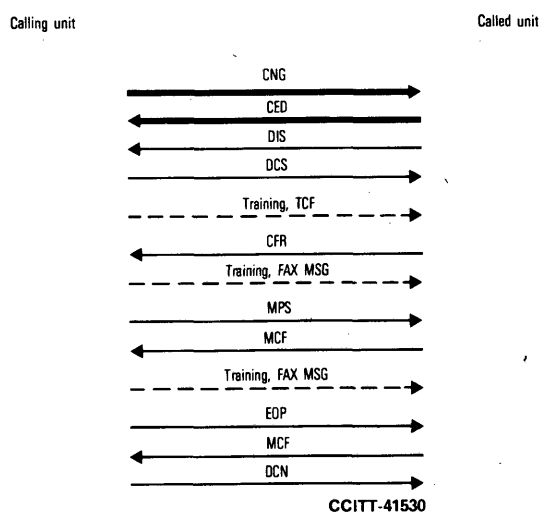 Calling unit
Called unit
CNG
CED
DIS
DCS
Training, TCF
CFR
Training, FAX MSG
MPS
MCF
Training, FAX MSG
EOP
MCF
DCN
CCITT-41530